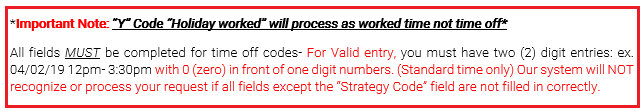 *Important Note: “Y” Code “Holiday worked” will process as worked time not time off*
All fields MUST be completed for time off codes- For Valid entry, you must have two (2) digit entries: ex.
04/02/19 12pm- 3:30pm with 0 (zero) in front of one digit numbers. (Standard time only) Our system will NOT
recognize or process your request if all fields except the “Strategy Code” field are not filled in correctly.